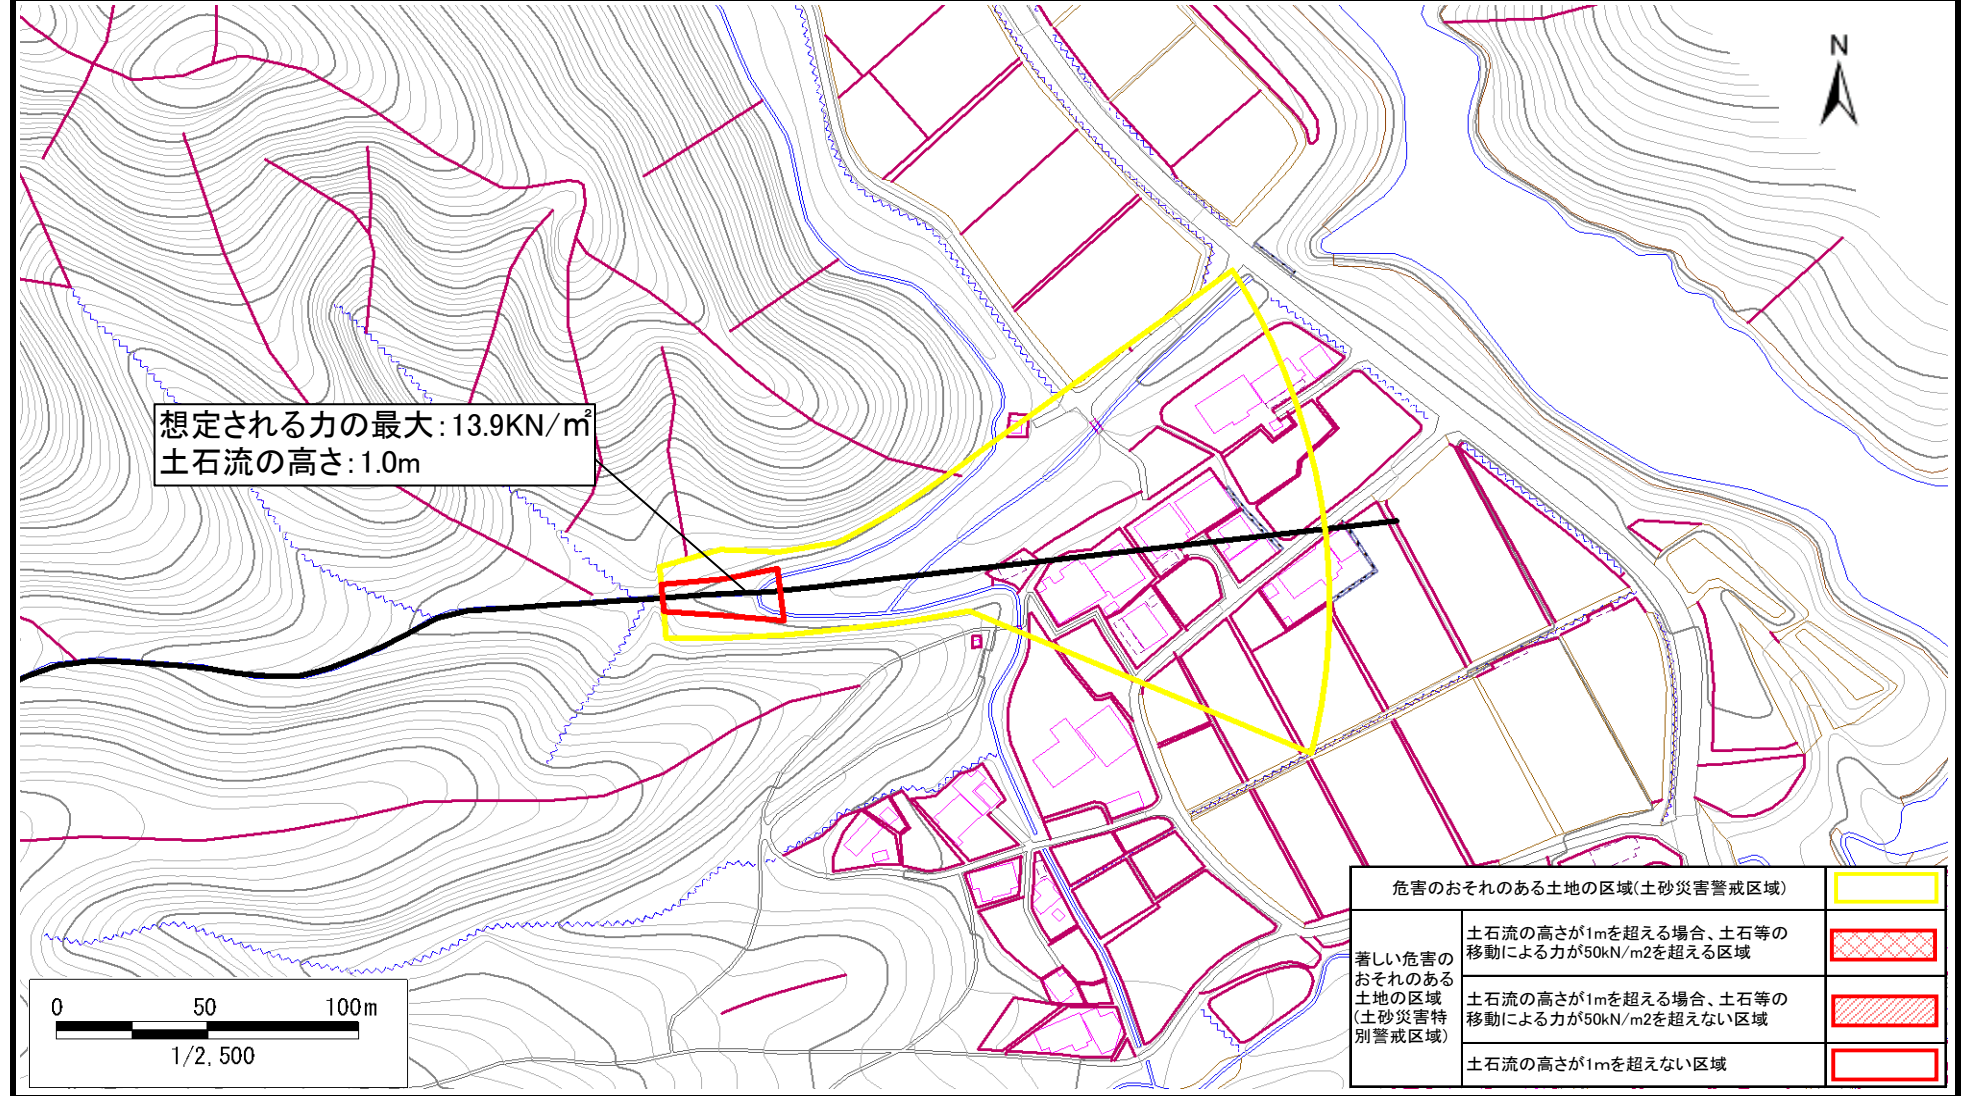 N
想定される力の最大:13.9KN/㎡
土石流の高さ:1.0m
0 50 100m
1/2,500
危害のおそれのある土地の区域(土砂災害警戒区域)
著しい危害の
おそれのある
土地の区域
(土砂災害特
別警戒区域)
土石流の高さが1mを超える場合、土石等の
移動による力が50kN/m2を超える区域
土石流の高さが1mを超える場合、土石等の
移動による力が50kN/m2を超えない区域
土石流の高さが1mを超えない区域